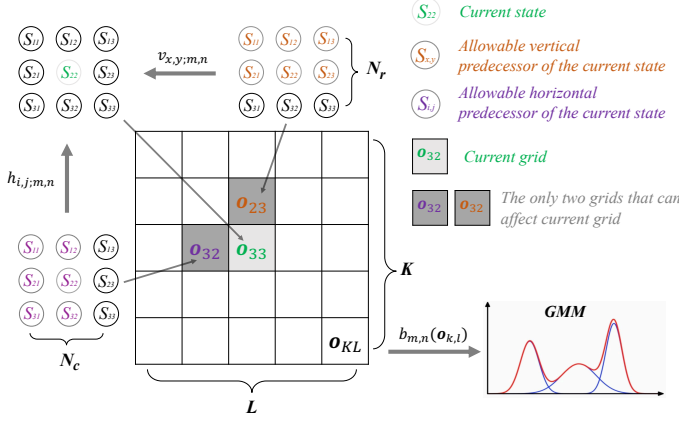 S11 S12 S13
S21 S22 S23
S31 S32 S33
v_{x,y;m,n}
S11 S12 S13
S21 S22 S23
S31 S32 S33
N_r
S22 Current state
S_{x,y} Allowable vertical
predecessor of the current state
S_{i,j} Allowable horizontal
predecessor of the current state
o32 Current grid
o32 o32 The only two grids that can
affect current grid
h_{i,j;m,n}
o23
o32 o33
K
S11 S12 S13
S21 S22 S23
S31 S32 S33
N_c
o_{KL}
L
b_{m,n}(o_{k,l})
GMM